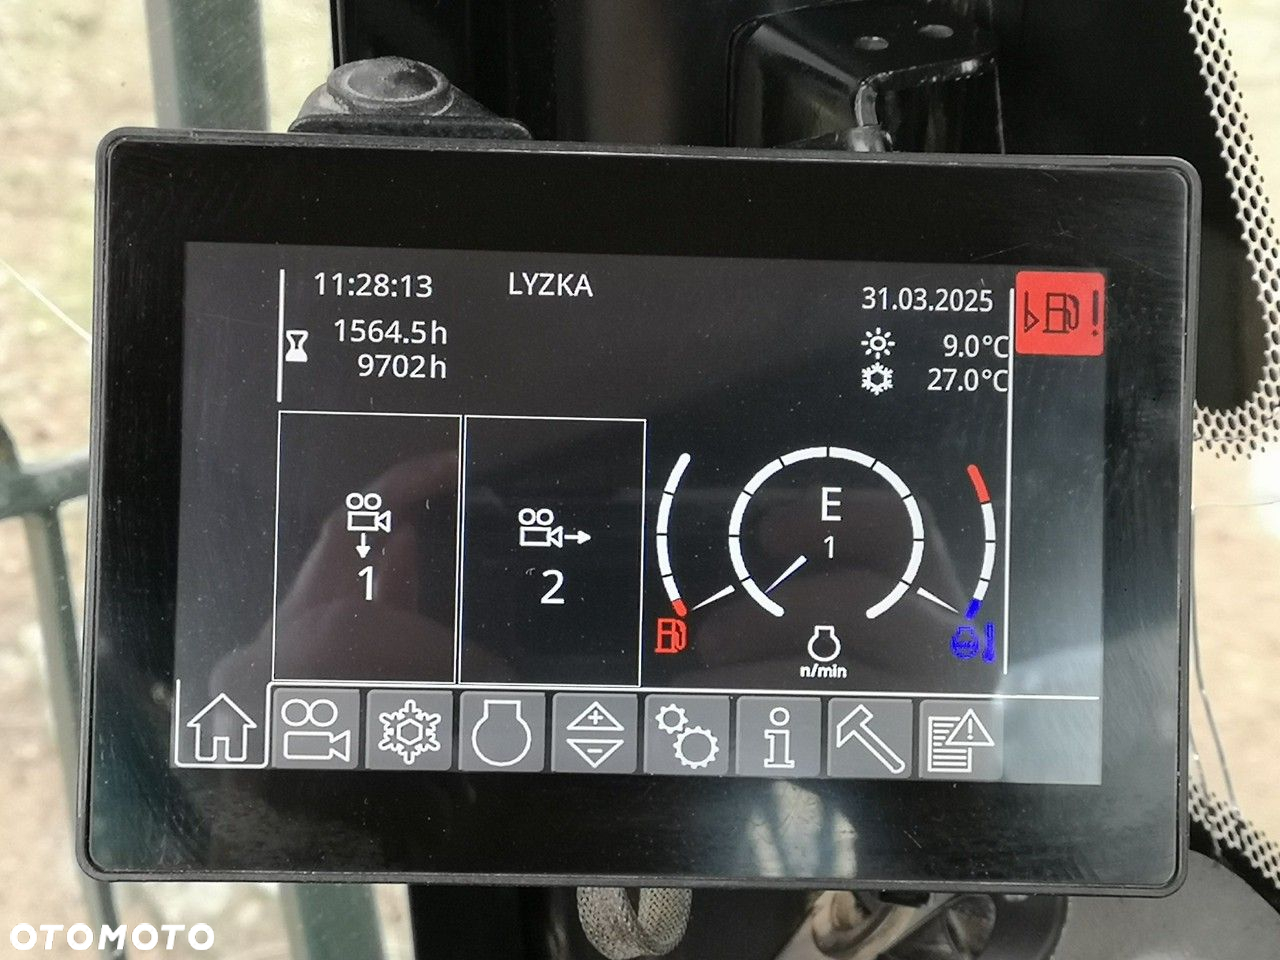 11:28:13
LYZKA
31.03.2025
1564.5h
9702h
9.0°C
27.0°C
!
E
1
1
2
n/min
OTOMOTO